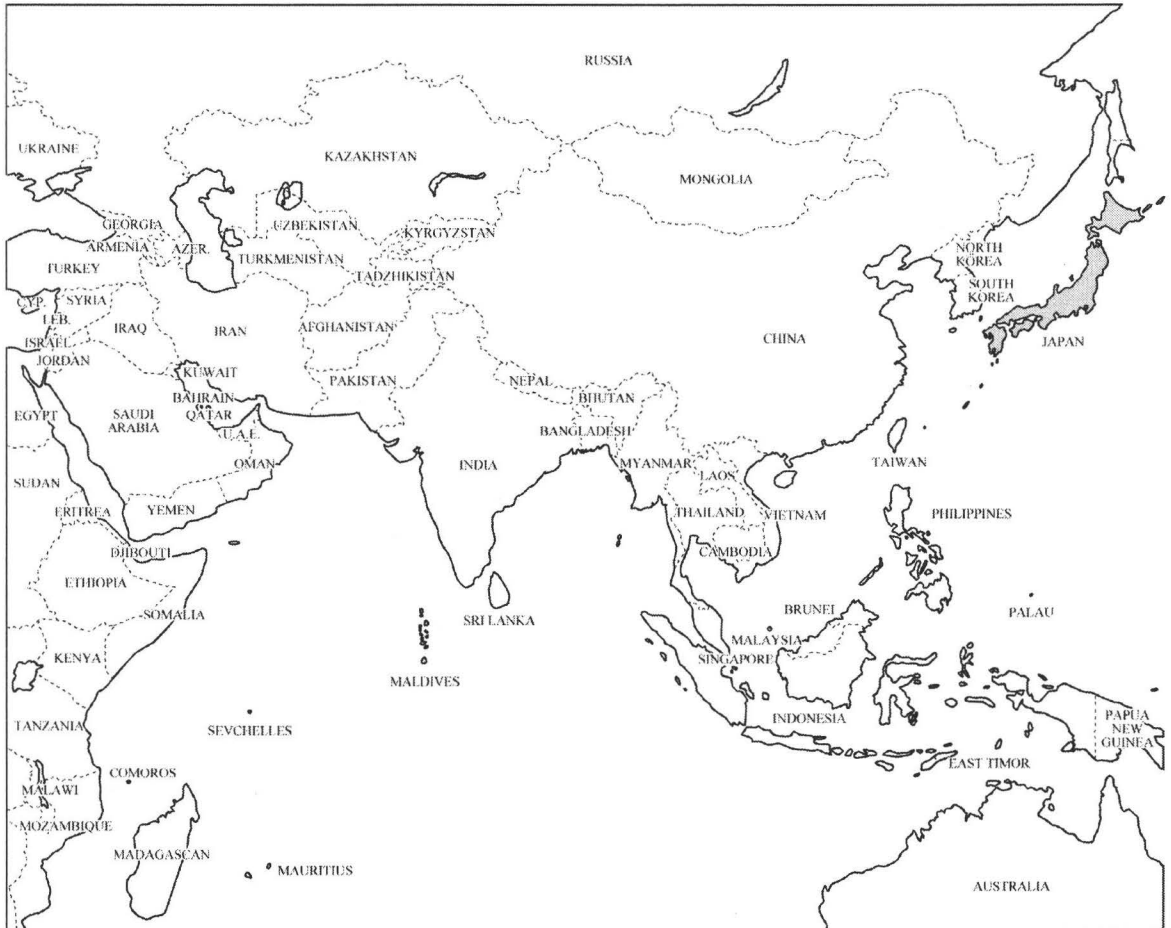 RUSSIA
UKRAINE
KAZAKHSTAN
MONGOLIA
GEORGIA
UZBEKISTAN
KYRGYZSTAN
ARMENIA
AZER.
TURKMENISTAN
NORTH
KOREA
TURKEY
TADZHIKISTAN
SOUTH
KOREA
CYP.
SYRIA
LEB.
IRAQ
IRAN
AFGHANISTAN
CHINA
JAPAN
ISRAEL
JORDAN
KUWAIT
PAKISTAN
NEPAL
BHUTAN
BAHRAIN
EGYPT
SAUDI
ARABIA
QATAR
U.A.E.
BANGLADESH
OMAN
INDIA
MYANMAR
LAOS
TAIWAN
SUDAN
ERITREA
YEMEN
THAILAND
VIETNAM
PHILIPPINES
DJIBOUTI
CAMBODIA
ETHIOPIA
SOMALIA
SRI LANKA
BRUNEI
PALAU
MALAYSIA
KENYA
SINGAPORE
MALDIVES
TANZANIA
SEVCHELLES
INDONESIA
PAPUA
NEW
GUINEA
COMOROS
EAST TIMOR
MALAWI
MOZAMBIQUE
MADAGASCAN
MAURITIUS
AUSTRALIA